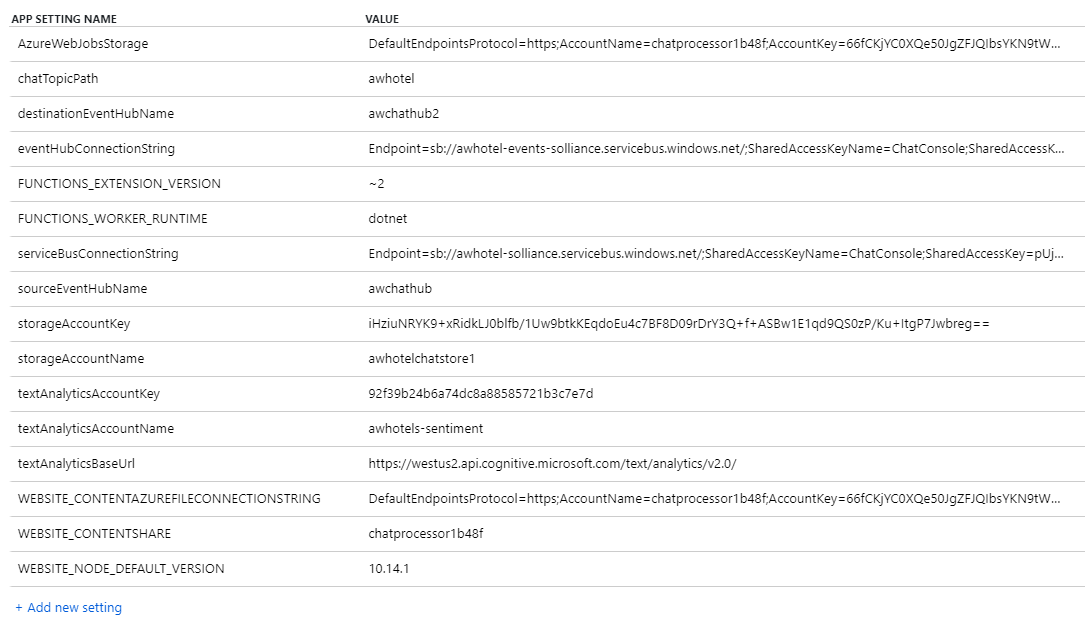 APP SETTING NAME VALUE
AzureWebJobsStorage DefaultEndpointsProtocol=https;AccountName=chatprocessor1b48f;AccountKey=66fCKjYC0XQe50JgZFJQIbsYKN9tW...
chatTopicPath awhotel
destinationEventHubName awchathub2
eventHubConnectionString Endpoint=sb://awhotel-events-solliance.servicebus.windows.net/;SharedAccessKeyName=ChatConsole;SharedAccessK...
FUNCTIONS_EXTENSION_VERSION ~2
FUNCTIONS_WORKER_RUNTIME dotnet
serviceBusConnectionString Endpoint=sb://awhotel-solliance.servicebus.windows.net/;SharedAccessKeyName=ChatConsole;SharedAccessKey=pUj...
sourceEventHubName awchathub
storageAccountKey iHziuNRYK9+xRidkLJ0blfb/1Uw9btkKEqdoEu4c7BF8D09rDrY3Q+f+ASBw1E1qd9QS0zP/Ku+ItgP7Jwbreg==
storageAccountName awhotelchatstore1
textAnalyticsAccountKey 92f39b24b6a74dc8a88585721b3c7e7d
textAnalyticsAccountName awhotels-sentiment
textAnalyticsBaseUrl https://westus2.api.cognitive.microsoft.com/text/analytics/v2.0/
WEBSITE_CONTENTAZUREFILECONNECTIONSTRING DefaultEndpointsProtocol=https;AccountName=chatprocessor1b48f;AccountKey=66fCKjYC0XQe50JgZFJQIbsYKN9tW...
WEBSITE_CONTENTSHARE chatprocessor1b48f
WEBSITE_NODE_DEFAULT_VERSION 10.14.1
+ Add new setting